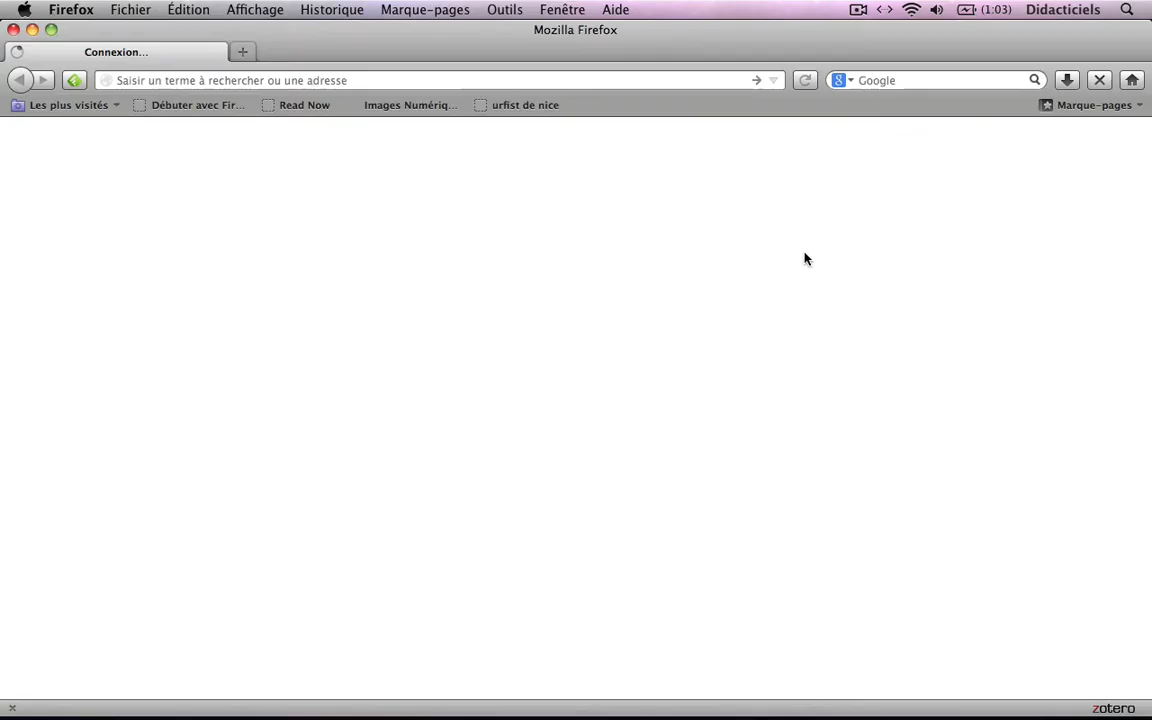 Firefox Fichier Édition Affichage Historique Marque-pages Outils Fenêtre Aide (1:03) Didacticiels
Mozilla Firefox
Connexion...
Saisir un terme à rechercher ou une adresse Google
Les plus visités Débuter avec Fir... Read Now Images Numériq... urfist de nice Marque-pages
zotero